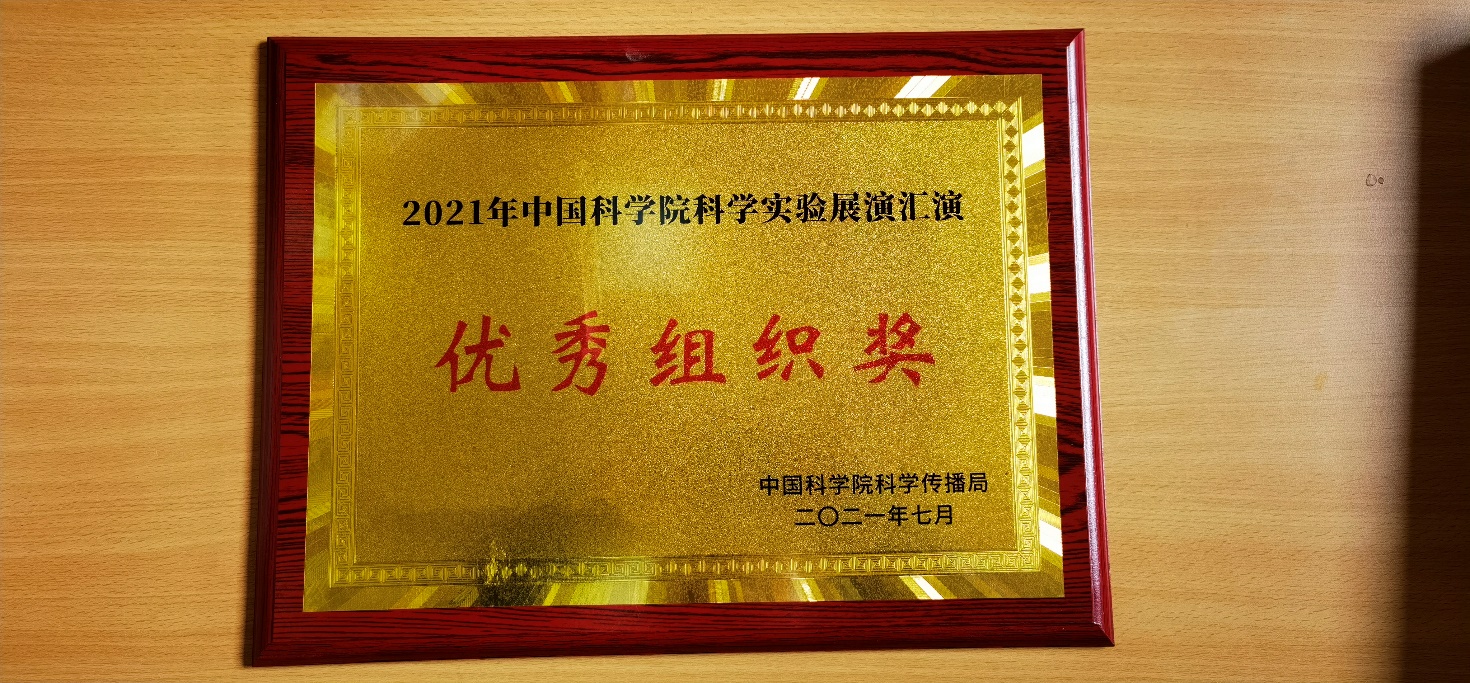 2021年中国科学院科学实验展演汇演
优秀组织奖
中国科学院科学传播局
二〇二一年七月